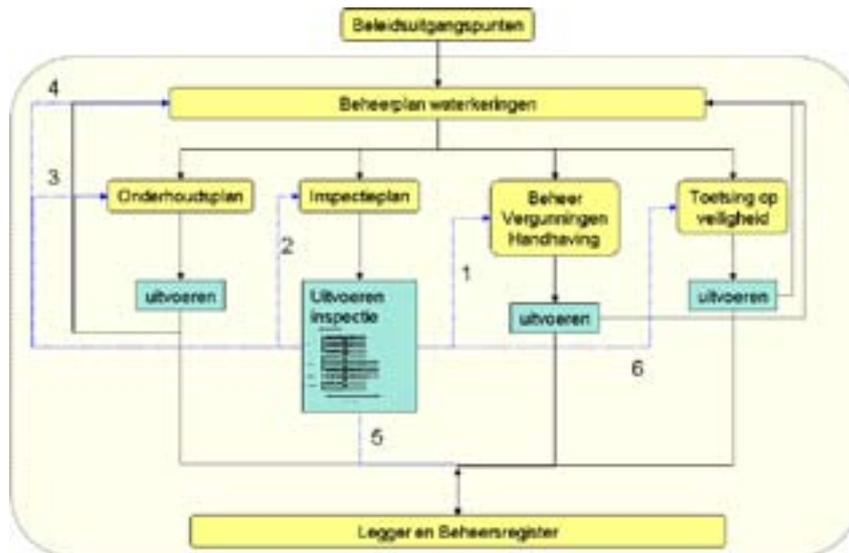 Beleidsuitgangspunten
4
Beheerplan waterkeringen
3
Onderhoudsplan
Inspectieplan
Beheer
Vergunningen
Handhaving
Toetsing op
veiligheid
2
1
uitvoeren
Uitvoeren
inspectie
uitvoeren
uitvoeren
6
5
Legger en Beheersregister